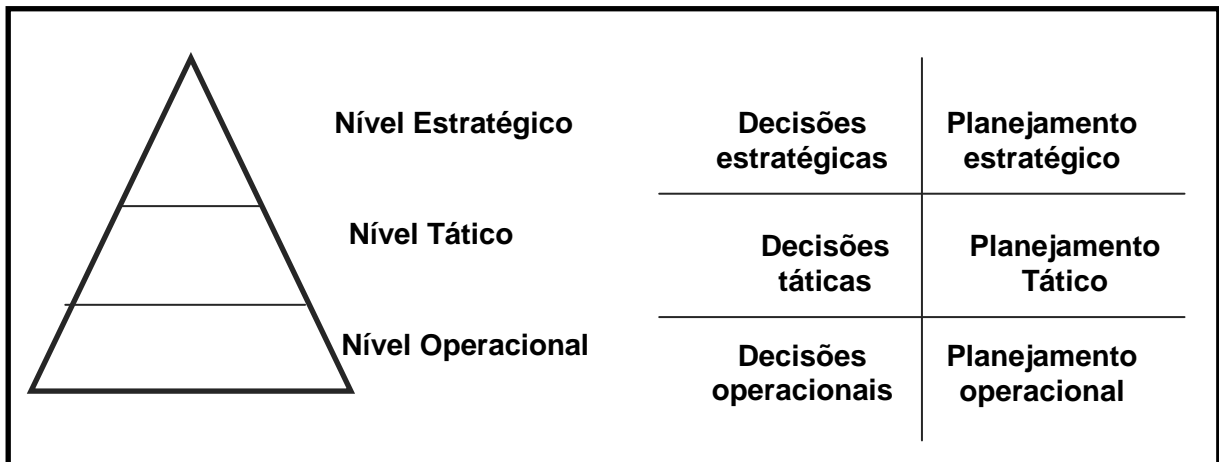 Nível Estratégico
Decisões
estratégicas
Planejamento
estratégico
Nível Tático
Decisões
táticas
Planejamento
Tático
Nível Operacional
Decisões
operacionais
Planejamento
operacional